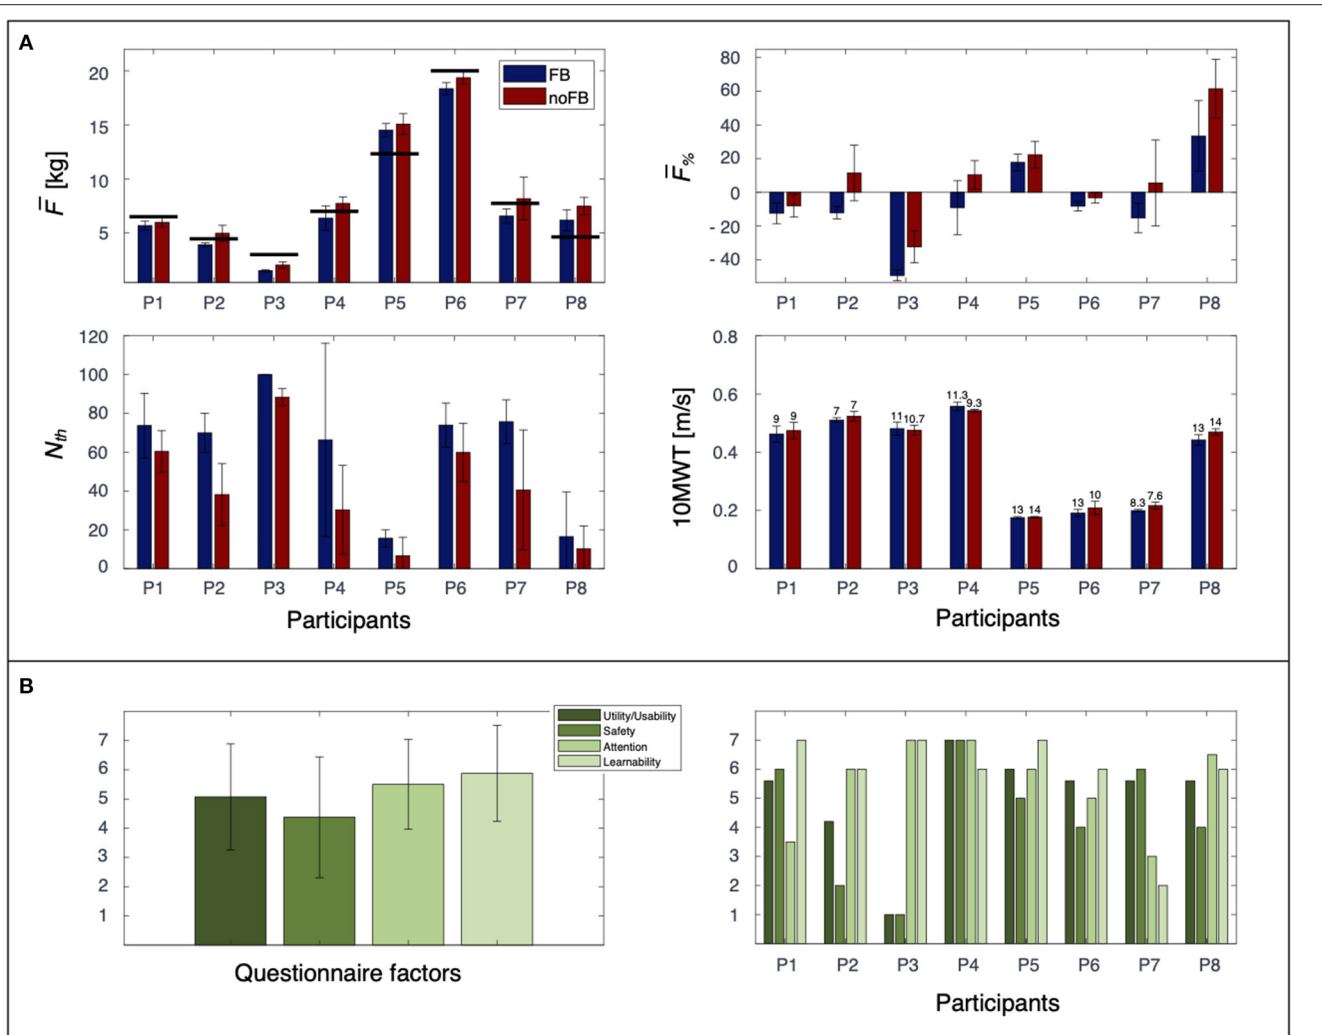 A
F̅ [kg]
20
15
10
5
FB
noFB
P1 P2 P3 P4 P5 P6 P7 P8
F̅%
80
60
40
20
0
- 20
- 40
P1 P2 P3 P4 P5 P6 P7 P8
Nth
120
100
80
60
40
20
0
P1 P2 P3 P4 P5 P6 P7 P8
Participants
10MWT [m/s]
0.8
0.6
0.4
0.2
0
9 9 7 7 11 10.7 11.3 9.3 13 14 13 10 8.3 7.6 13 14
P1 P2 P3 P4 P5 P6 P7 P8
Participants
B
7
6
5
4
3
2
1
Utility/Usability
Safety
Attention
Learnability
Questionnaire factors
7
6
5
4
3
2
1
P1 P2 P3 P4 P5 P6 P7 P8
Participants